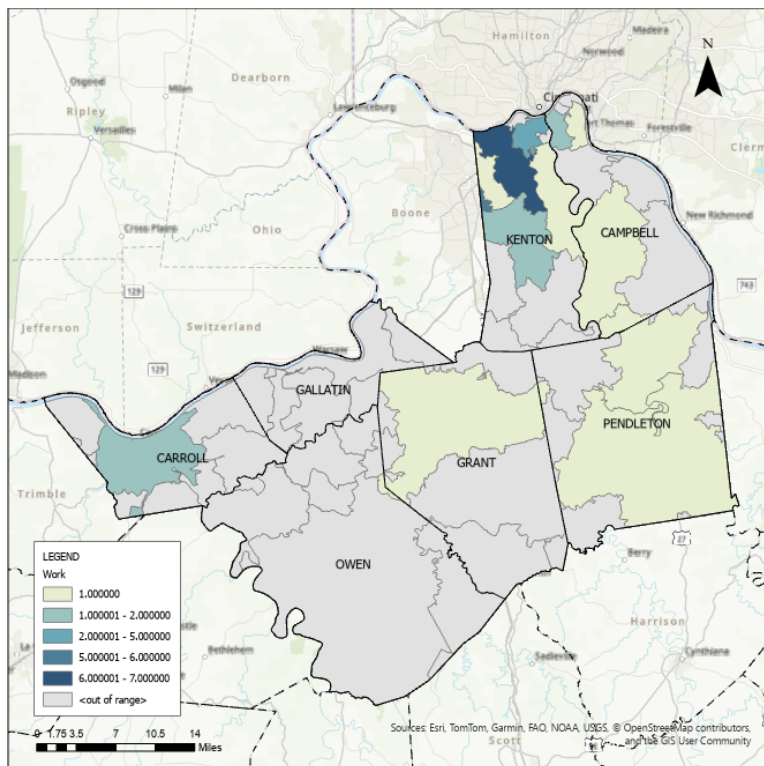 Hamilton
Madeira
Norwood
N
Osgood
Milan
Dearborn
Cincinnati
Ripley
Lawrenceburg
Fort Thomas
Forestville
Versailles
Clerm
Boone
New Richmond
Cross Plains
Ohio
KENTON
CAMPBELL
129
743
Jefferson
Switzerland
Warsaw
129
Madison
GALLATIN
PENDLETON
CARROLL
GRANT
Trimble
27
LEGEND
Berry
Work
OWEN
1.000000
1.000001 - 2.000000
Harrison
2.000001 - 5.000000
5.000001 - 6.000000
Bethlehem
Sadieville
Cynthiana
6.000001 - 7.000000
<out of range>
Sources: Esri, TomTom, Garmin, FAO, NOAA, USGS, © OpenStreetMap contributors,
and the GIS User Community
Scott
0 1.75 3.5 7 10.5 14
Miles